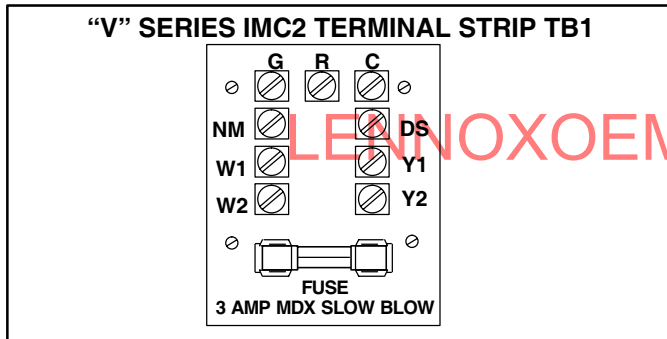 “V” SERIES IMC2 TERMINAL STRIP TB1
G R C
NM DS
LENNOXOEM
W1 Y1
W2 Y2
FUSE
3 AMP MDX SLOW BLOW